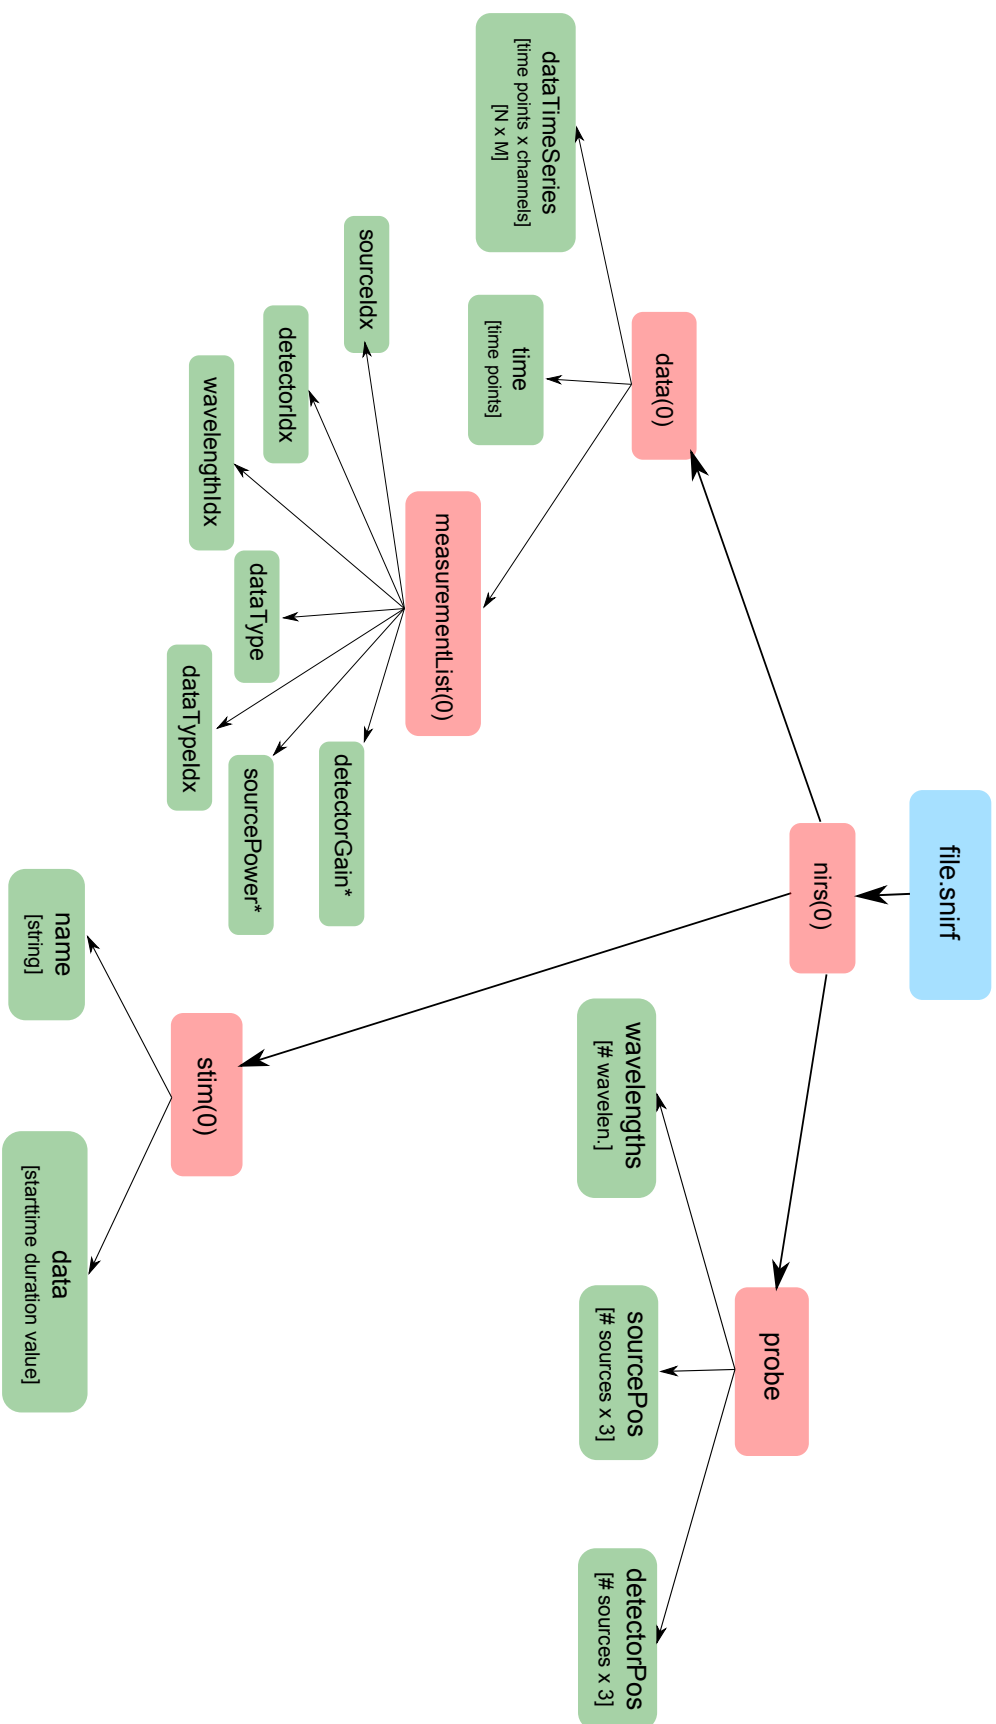 file.snirf
nirs(0)
data(0)
dataTimeSeries
[time points x channels]
[N x M]
time
[time points]
measurementList(0)
sourceIdx
detectorIdx
wavelengthIdx
dataType
dataTypeIdx
sourcePower*
detectorGain*
stim(0)
name
[string]
data
[starttime duration value]
probe
wavelengths
[# wavelen.]
sourcePos
[# sources x 3]
detectorPos
[# sources x 3]